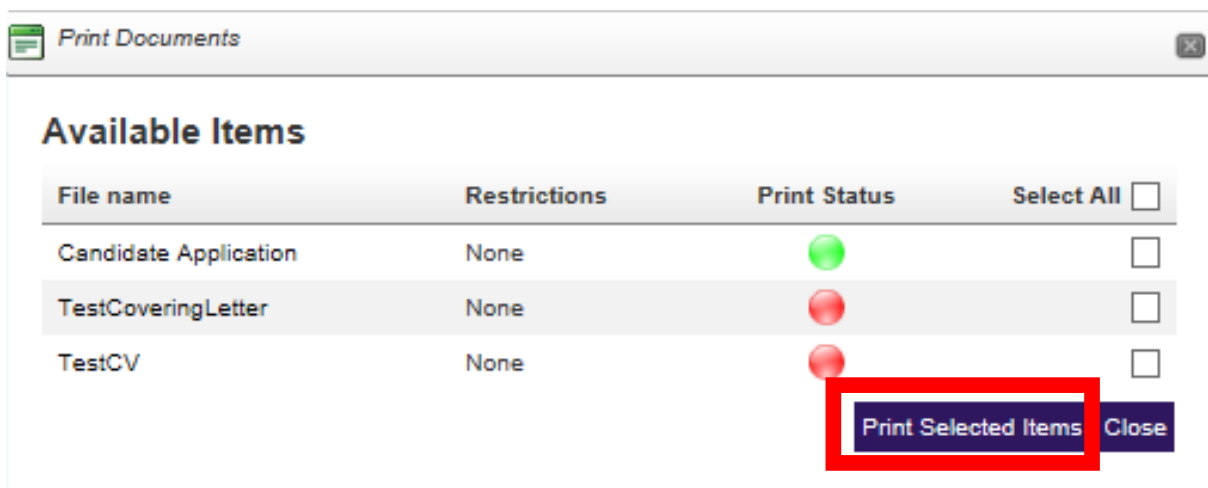 Print Documents
Available Items
File name Restrictions Print Status Select All
Candidate Application None
TestCoveringLetter None
TestCV None
Print Selected Items Close